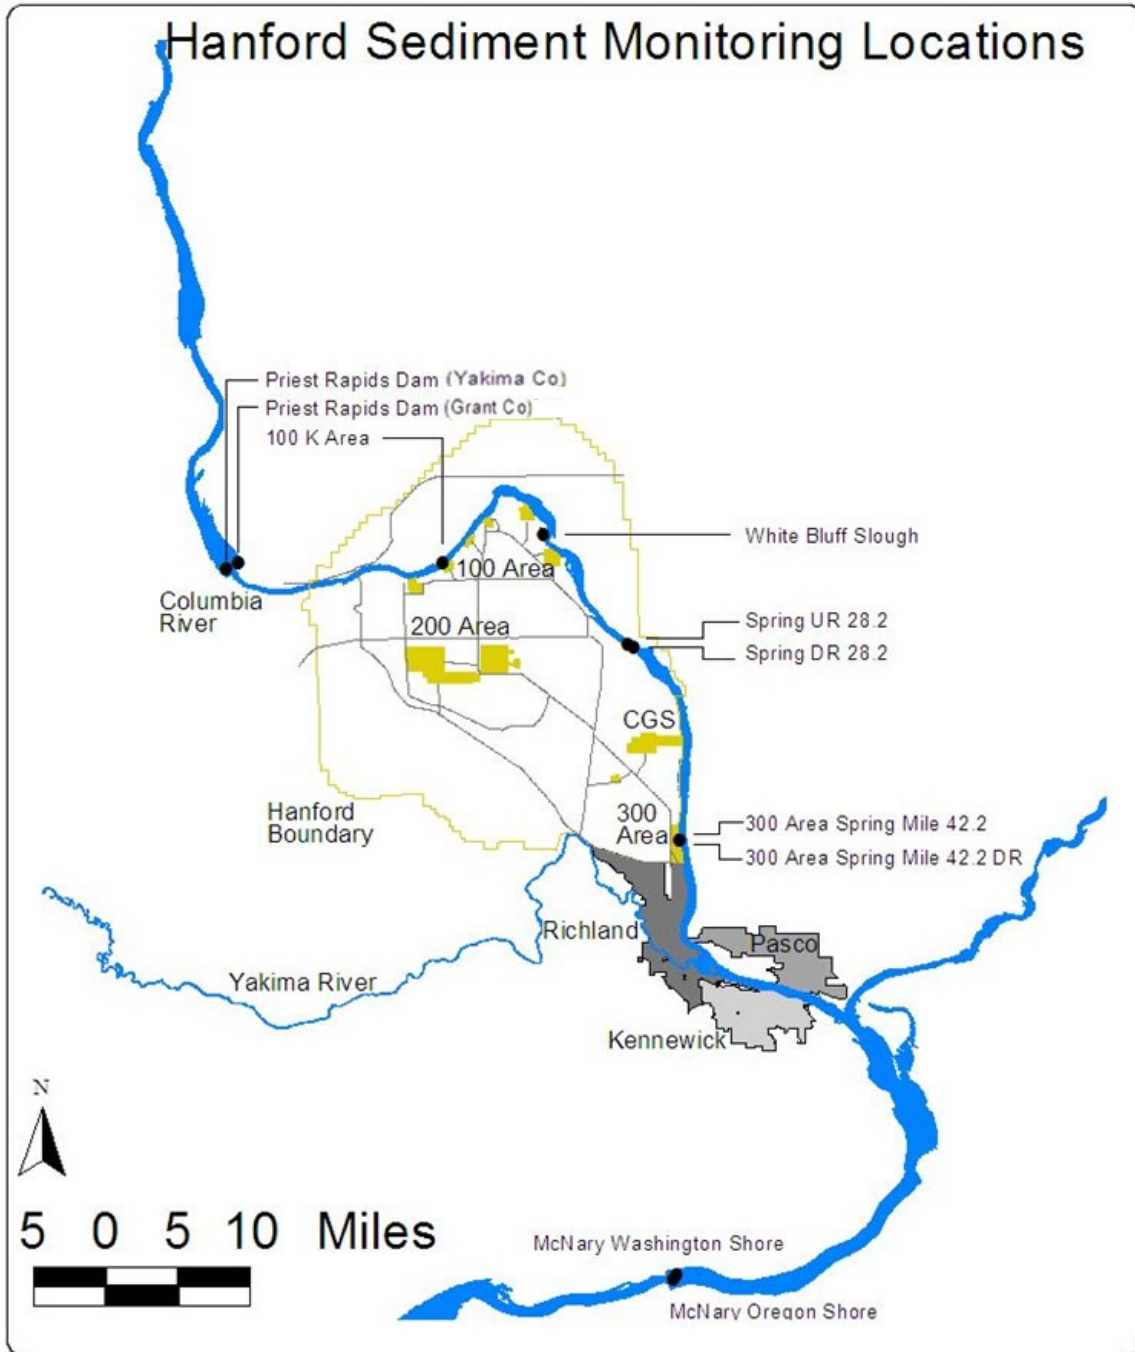 Hanford Sediment Monitoring Locations
Priest Rapids Dam (Yakima Co)
Priest Rapids Dam (Grant Co)
100 K Area
White Bluff Slough
100 Area
Columbia
River
200 Area
Spring UR 28.2
Spring DR 28.2
CGS
Hanford
Boundary
300
Area
300 Area Spring Mile 42.2
300 Area Spring Mile 42.2 DR
Richland
Pasco
Yakima River
Kennewick
N
5 0 5 10 Miles
McNary Washington Shore
McNary Oregon Shore